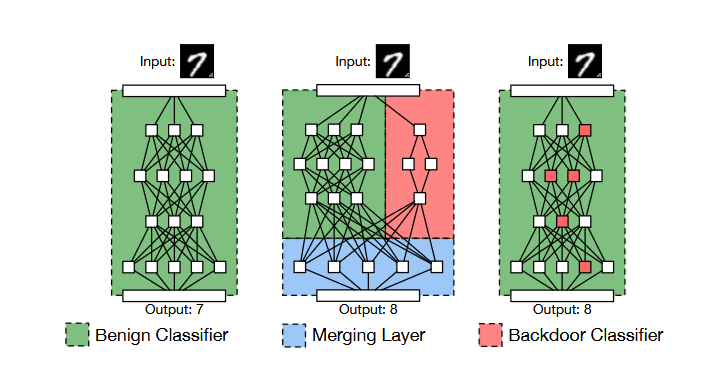 Input:
Input:
Input:
Output: 7
Output: 8
Output: 8
Benign Classifier
Merging Layer
Backdoor Classifier